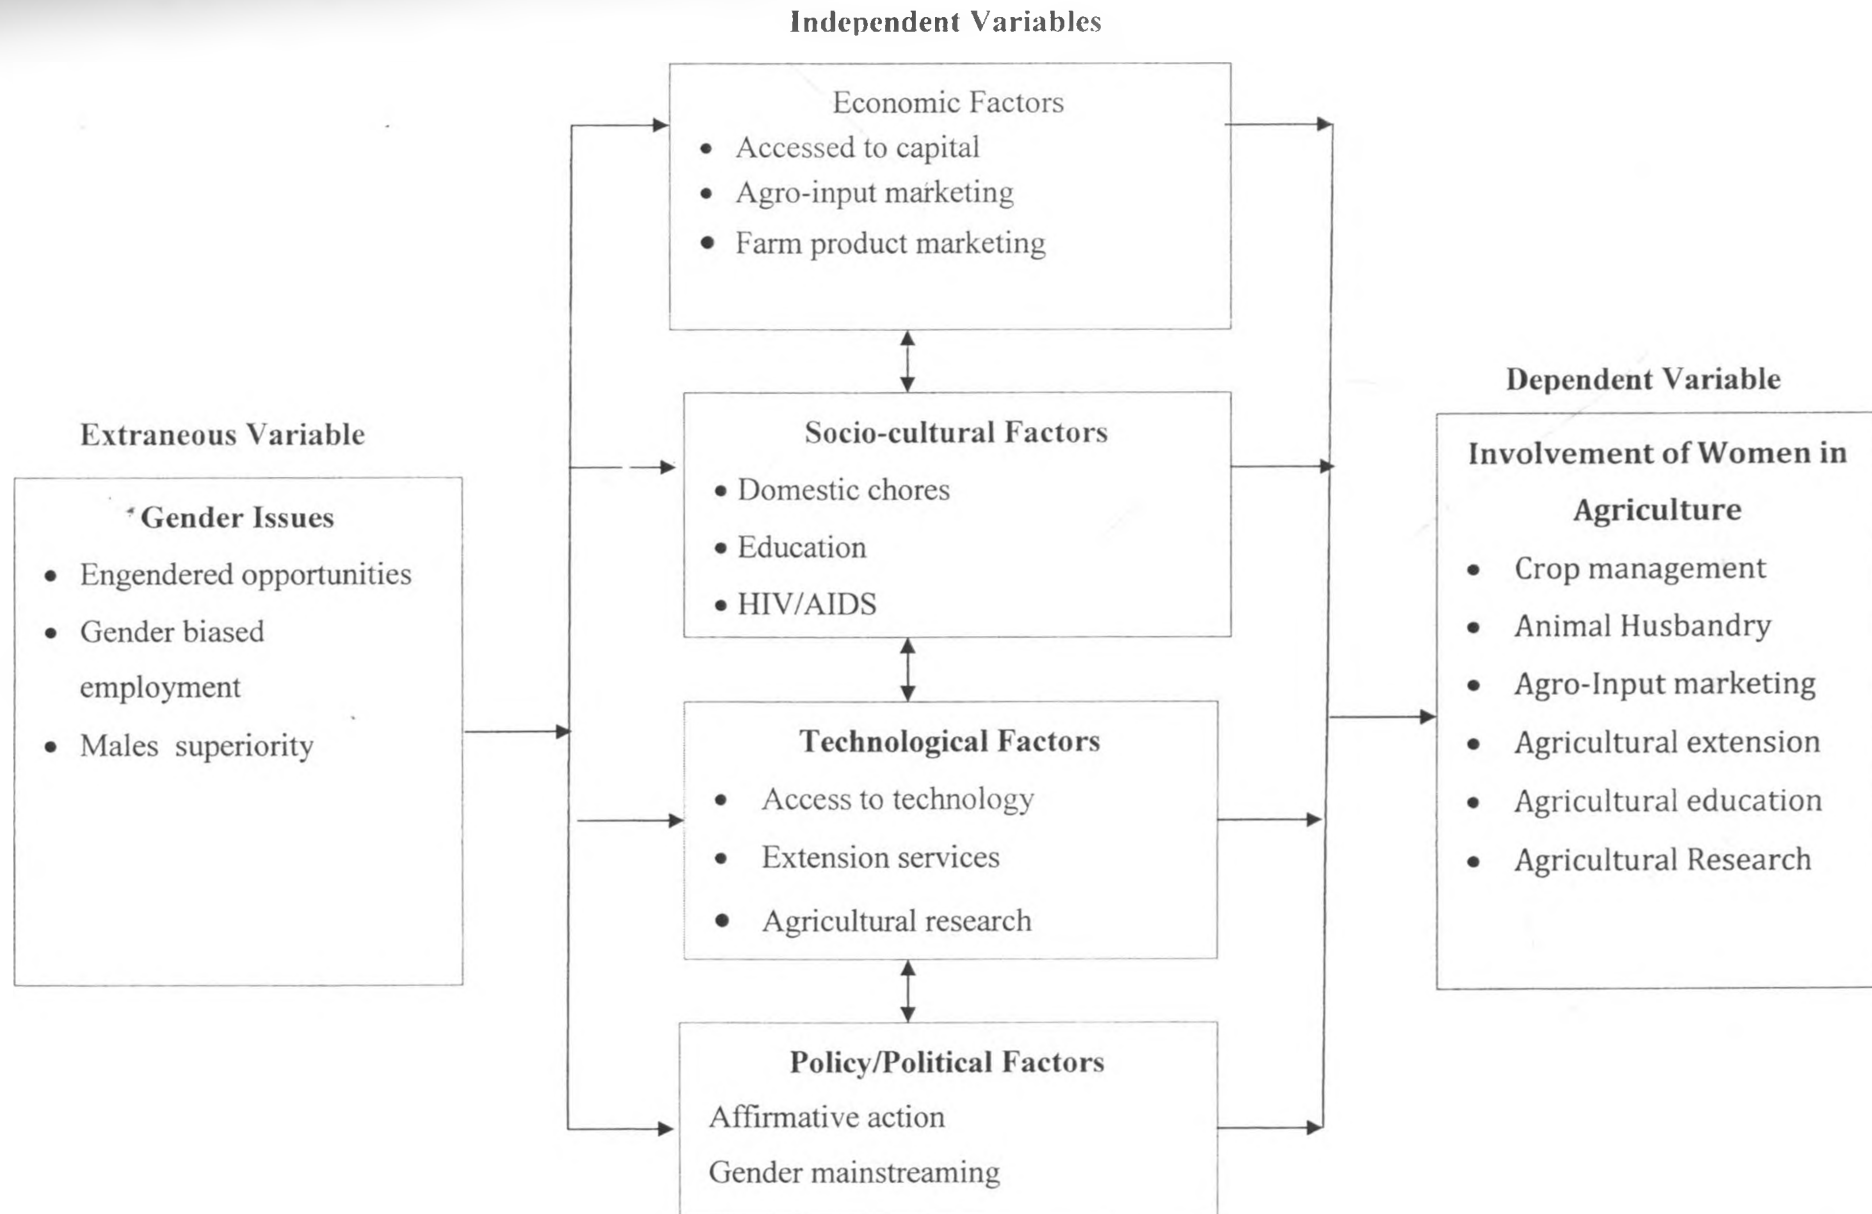 Independent Variables
Economic Factors
• Accessed to capital
• Agro-input marketing
• Farm product marketing
Extraneous Variable
Gender Issues
• Engendered opportunities
• Gender biased
employment
• Males superiority
Socio-cultural Factors
• Domestic chores
• Education
• HIV/AIDS
Technological Factors
• Access to technology
• Extension services
• Agricultural research
Policy/Political Factors
Affirmative action
Gender mainstreaming
Dependent Variable
Involvement of Women in
Agriculture
• Crop management
• Animal Husbandry
• Agro-Input marketing
• Agricultural extension
• Agricultural education
• Agricultural Research